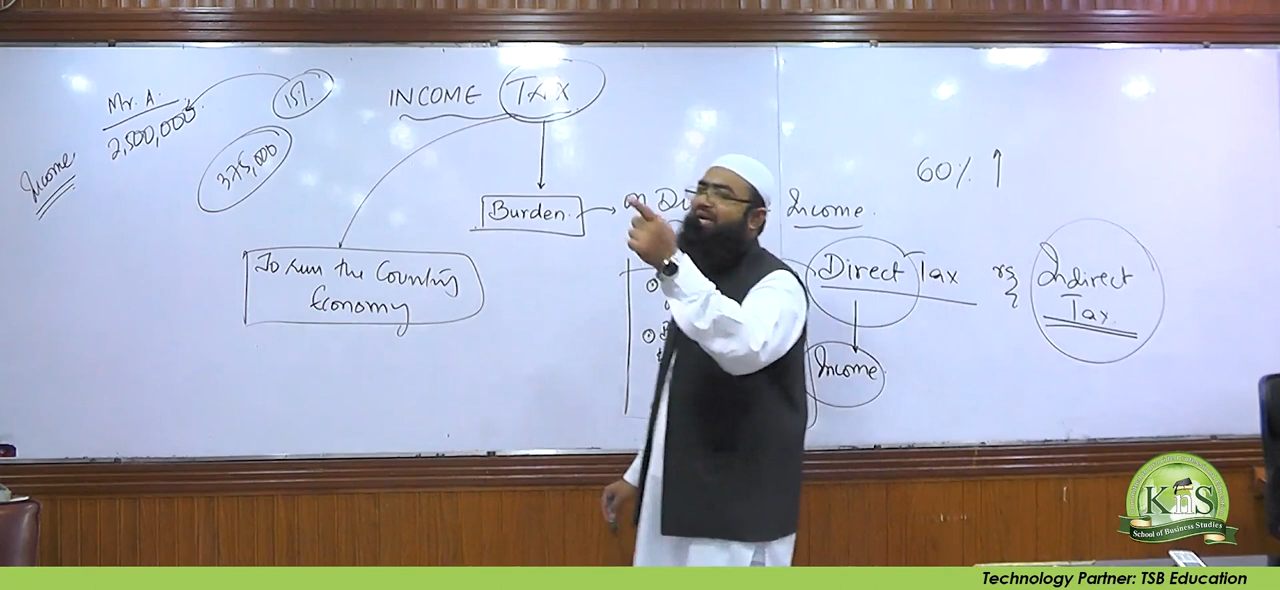 Mr. A.
2,500,000
15%
Income
375,000
INCOME TAX
Burden
on
Income
To run the Country
Economy
60% ↑
Direct Tax
Indirect
Tax
Income
KnS
School of Business Studies
Technology Partner: TSB Education